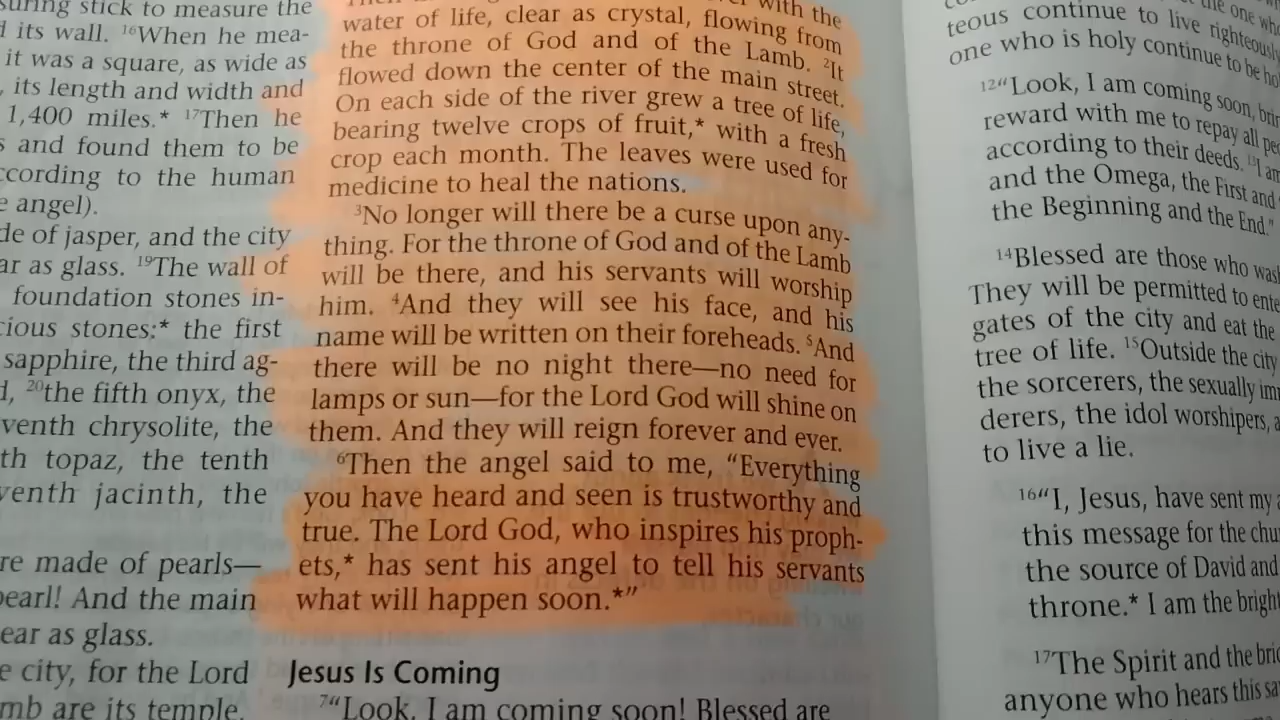 suring stick to measure the
its wall. ¹⁶When he mea-
it was a square, as wide as
, its length and width and
1,400 miles.* ¹⁷Then he
and found them to be
according to the human
angel).
of jasper, and the city
as glass. ¹⁹The wall of
foundation stones in-
cious stones:* the first
sapphire, the third ag-
²⁰the fifth onyx, the
venth chrysolite, the
th topaz, the tenth
venth jacinth, the
re made of pearls—
pearl! And the main
ear as glass.
city, for the Lord
mb are its temple.
with the
water of life, clear as crystal, flowing from
the throne of God and of the Lamb. ²It
flowed down the center of the main street.
On each side of the river grew a tree of life,
bearing twelve crops of fruit,* with a fresh
crop each month. The leaves were used for
medicine to heal the nations.
³No longer will there be a curse upon any-
thing. For the throne of God and of the Lamb
will be there, and his servants will worship
him. ⁴And they will see his face, and his
name will be written on their foreheads. ⁵And
there will be no night there—no need for
lamps or sun—for the Lord God will shine on
them. And they will reign forever and ever.
⁶Then the angel said to me, “Everything
you have heard and seen is trustworthy and
true. The Lord God, who inspires his proph-
ets,* has sent his angel to tell his servants
what will happen soon.*”
Jesus Is Coming
⁷“Look, I am coming soon! Blessed are
the one who
teous continue to live righteously
one who is holy continue to be
¹²“Look, I am coming soon,
reward with me to repay all
according to their deeds. ¹³I am
and the Omega, the First and
the Beginning and the End.”
¹⁴Blessed are those who
They will be permitted to
gates of the city and eat the
tree of life. ¹⁵Outside the city
the sorcerers, the sexually
derers, the idol worshipers,
to live a lie.
¹⁶“I, Jesus, have sent my
this message for the
the source of David and
throne.* I am the bright
¹⁷The Spirit and the
anyone who hears this